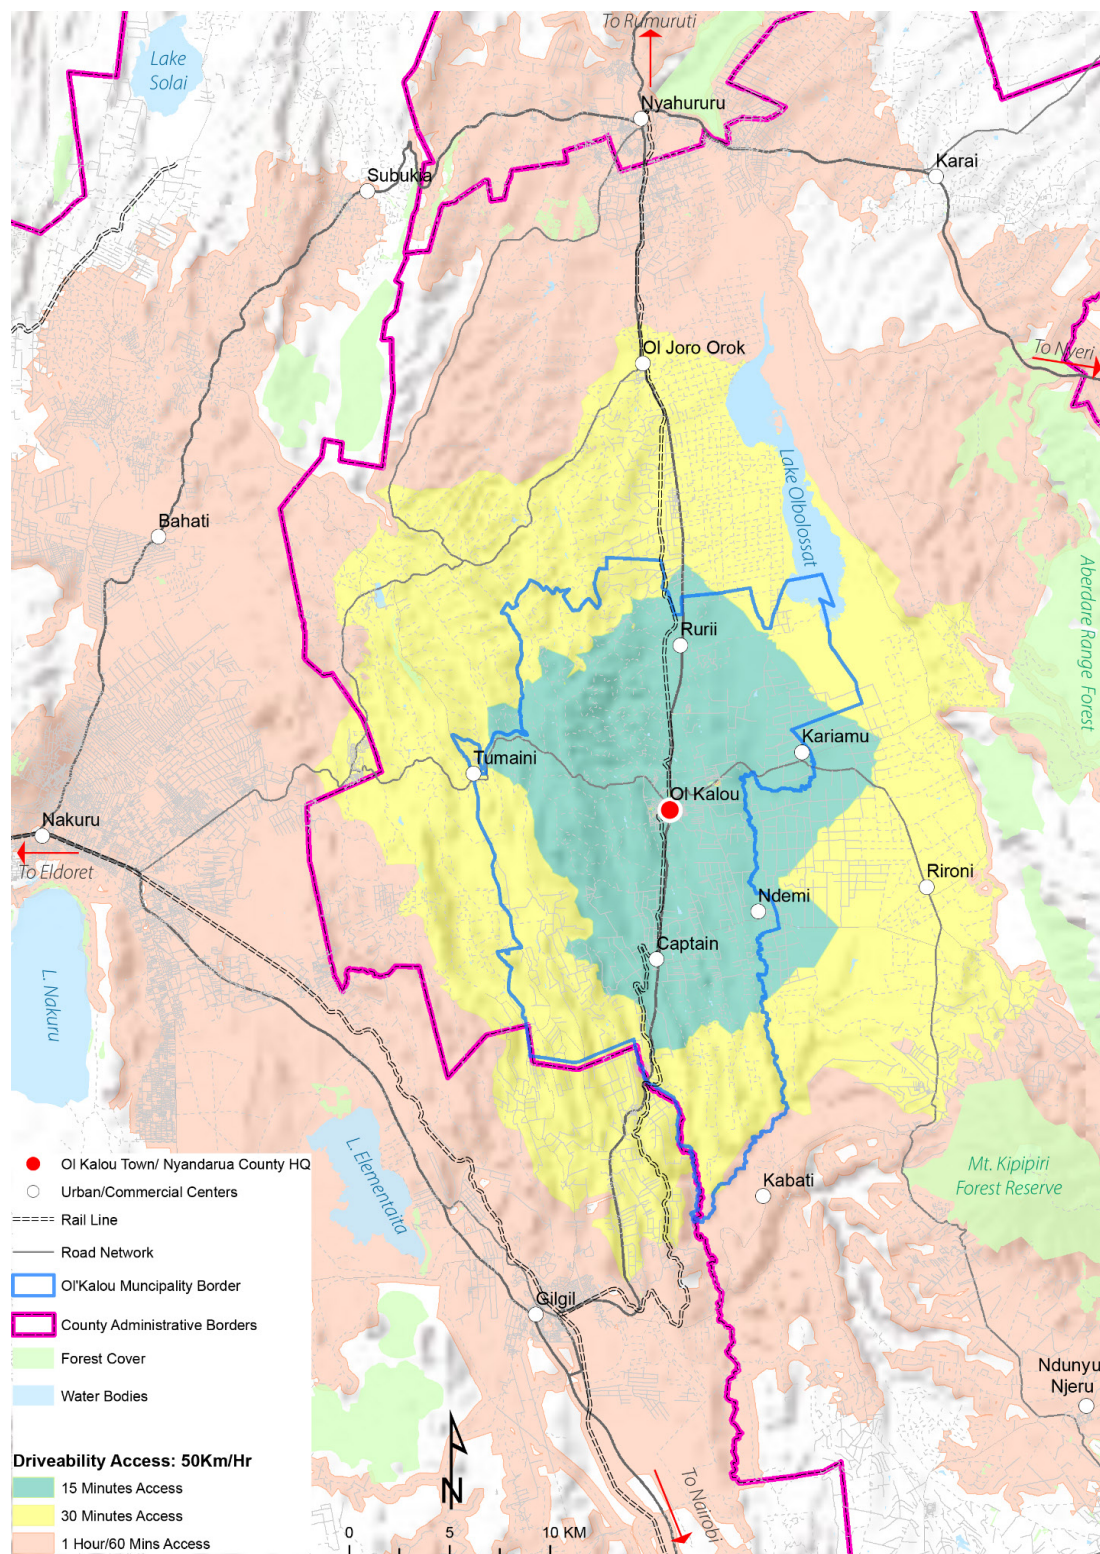 To Rumuruti
Lake
Solai
Nyahururu
Karai
Subukia
To Nyeri
Ol Joro Orok
Lake Olbolossat
Bahati
Aberdare Range Forest
Rurii
Kariamu
Tumaini
Ol Kalou
Nakuru
To Eldoret
Rironi
Ndemi
Captain
L. Nakuru
L. Elementaita
Mt. Kipipiri
Forest Reserve
Kabati
Gilgil
Ndunyu
Njeru
To Nairobi
Ol Kalou Town/ Nyandarua County HQ
Urban/Commercial Centers
Rail Line
Road Network
Ol'Kalou Muncipality Border
County Administrative Borders
Forest Cover
Water Bodies
Driveability Access: 50Km/Hr
15 Minutes Access
30 Minutes Access
1 Hour/60 Mins Access
N
0 5 10 KM